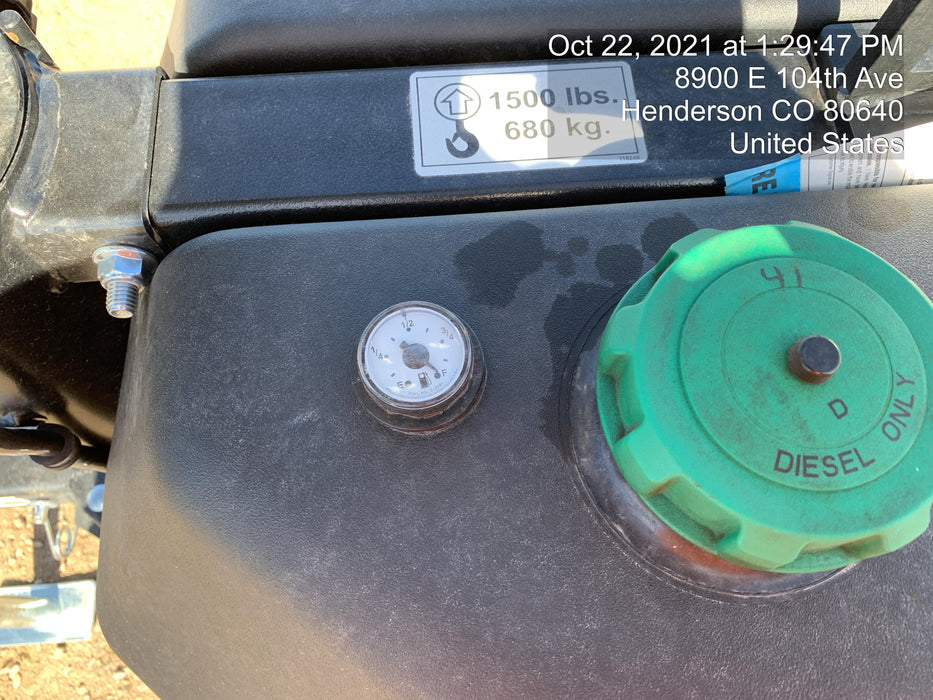 Oct 22, 2021 at 1:29:47 PM
8900 E 104th Ave
Henderson CO 80640
United States
1500 lbs.
680 kg.
RE
1/4
1/2
3/4
E
F
41
D
DIESEL ONLY